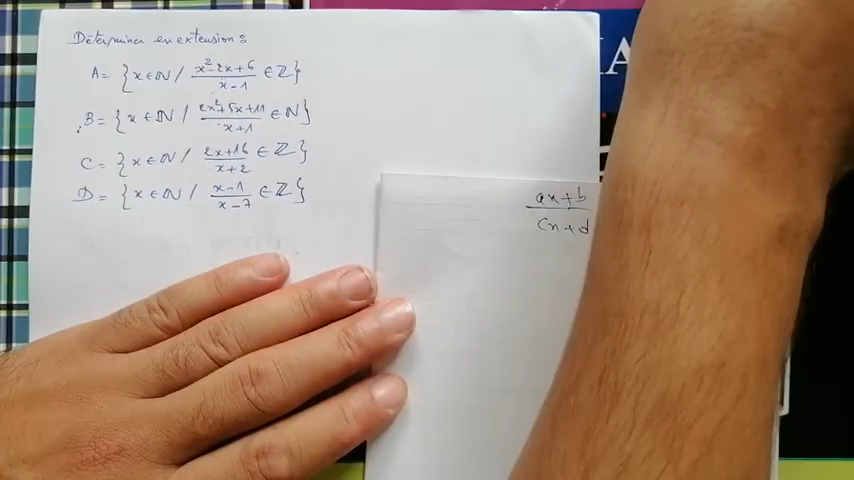 Déterminer en extension :
A = { x ∈ ℕ / (x² - 2x + 6)/(x - 1) ∈ ℤ }
B = { x ∈ ℕ / (2x² + 5x + 11)/(x + 1) ∈ ℕ }
C = { x ∈ ℕ / (2x + 16)/(x + 2) ∈ ℤ }
D = { x ∈ ℕ / (x - 1)/(x - 7) ∈ ℤ }
ax + b
cx + d